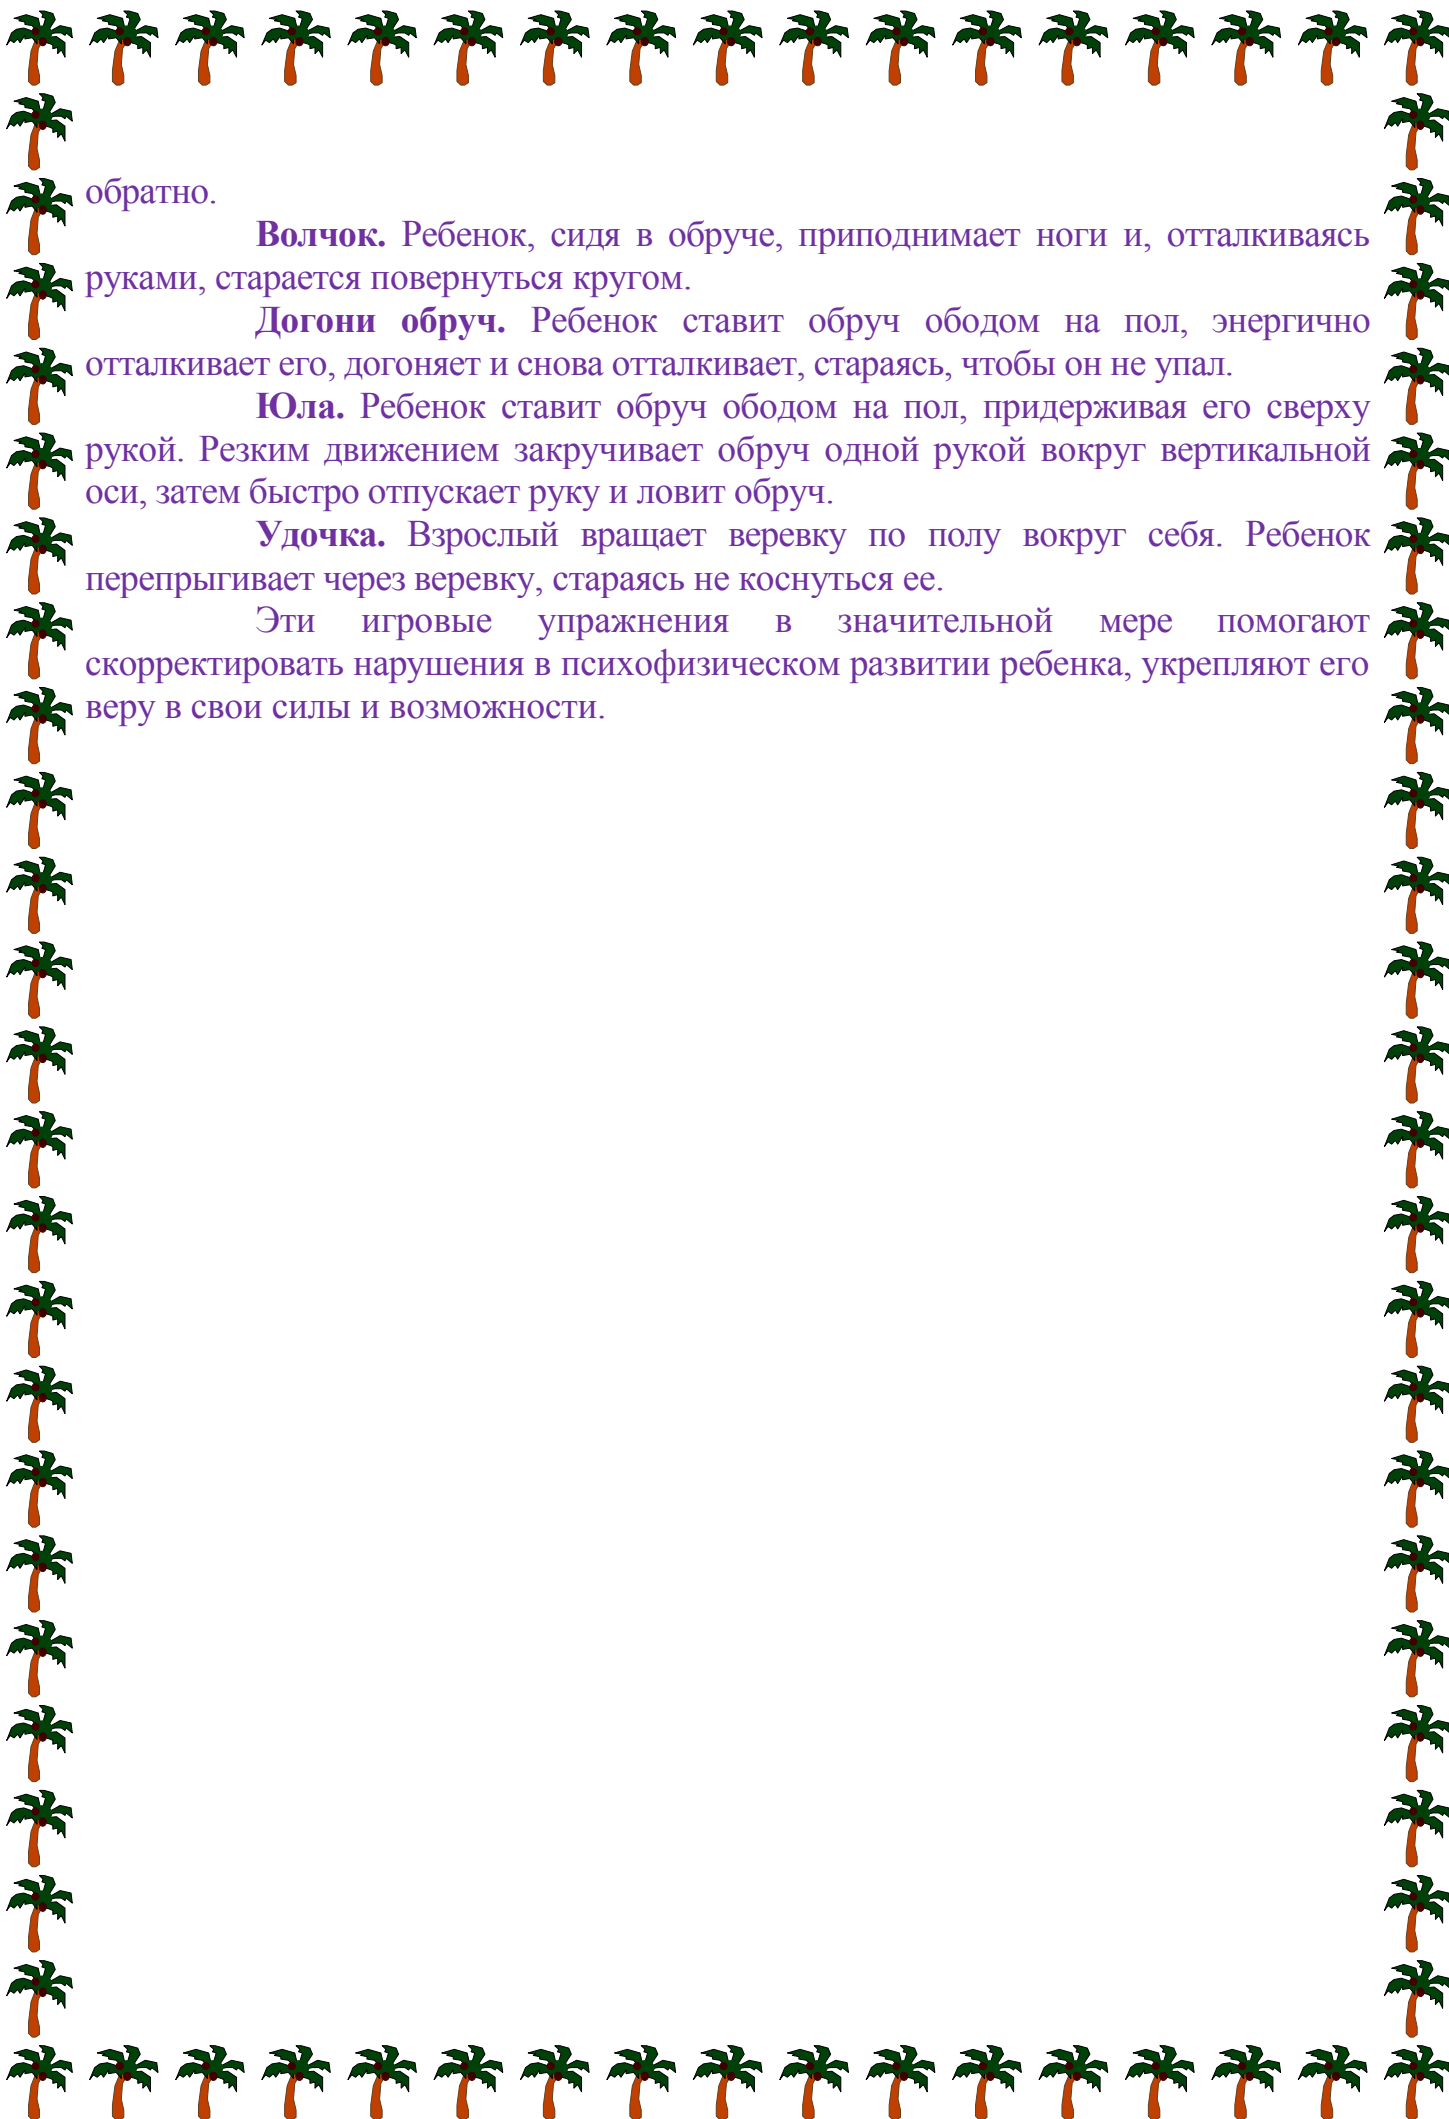 обратно.
Волчок. Ребенок, сидя в обруче, приподнимает ноги и, отталкиваясь
руками, старается повернуться кругом.
Догони обруч. Ребенок ставит обруч ободом на пол, энергично
отталкивает его, догоняет и снова отталкивает, стараясь, чтобы он не упал.
Юла. Ребенок ставит обруч ободом на пол, придерживая его сверху
рукой. Резким движением закручивает обруч одной рукой вокруг вертикальной
оси, затем быстро отпускает руку и ловит обруч.
Удочка. Взрослый вращает веревку по полу вокруг себя. Ребенок
перепрыгивает через веревку, стараясь не коснуться ее.
Эти игровые упражнения в значительной мере помогают
скорректировать нарушения в психофизическом развитии ребенка, укрепляют его
веру в свои силы и возможности.